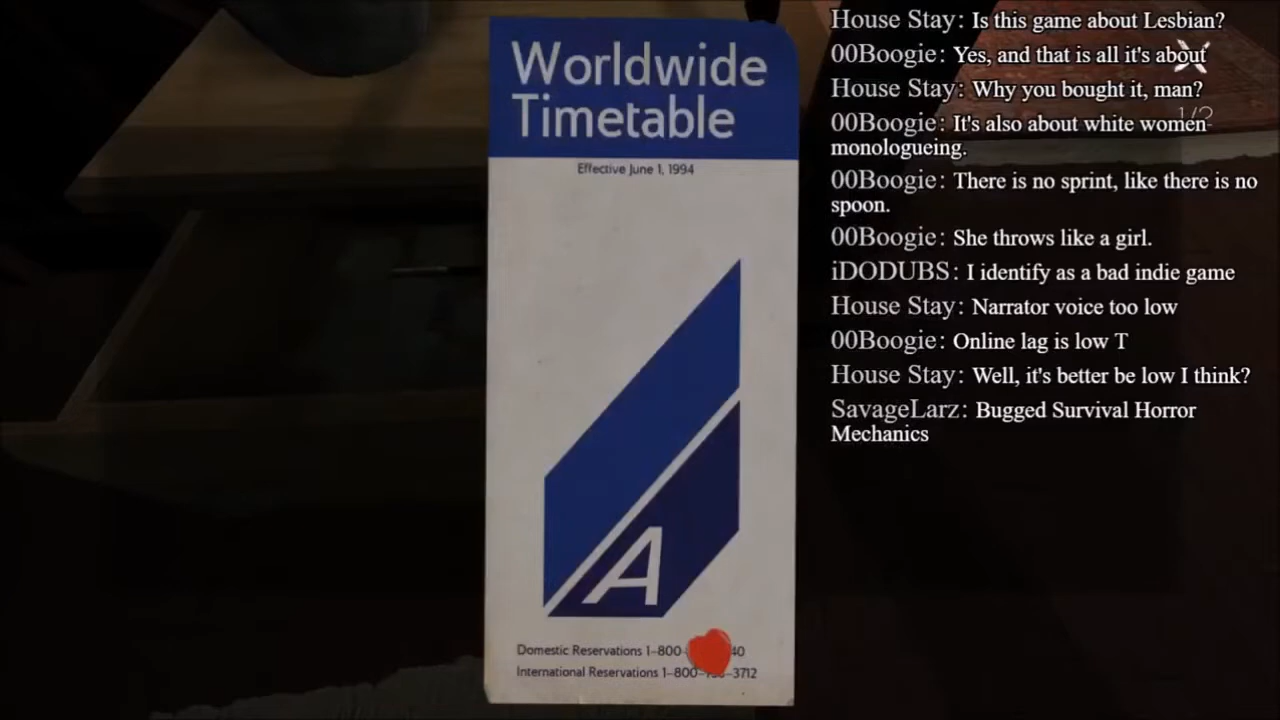 Worldwide
Timetable
Effective June 1, 1994
A
Domestic Reservations 1-800- 40
International Reservations 1-800- -3712
1/2
House Stay: Is this game about Lesbian?
00Boogie: Yes, and that is all it's about
House Stay: Why you bought it, man?
00Boogie: It's also about white women
monologueing.
00Boogie: There is no sprint, like there is no
spoon.
00Boogie: She throws like a girl.
iDODUBS: I identify as a bad indie game
House Stay: Narrator voice too low
00Boogie: Online lag is low T
House Stay: Well, it's better be low I think?
SavageLarz: Bugged Survival Horror
Mechanics